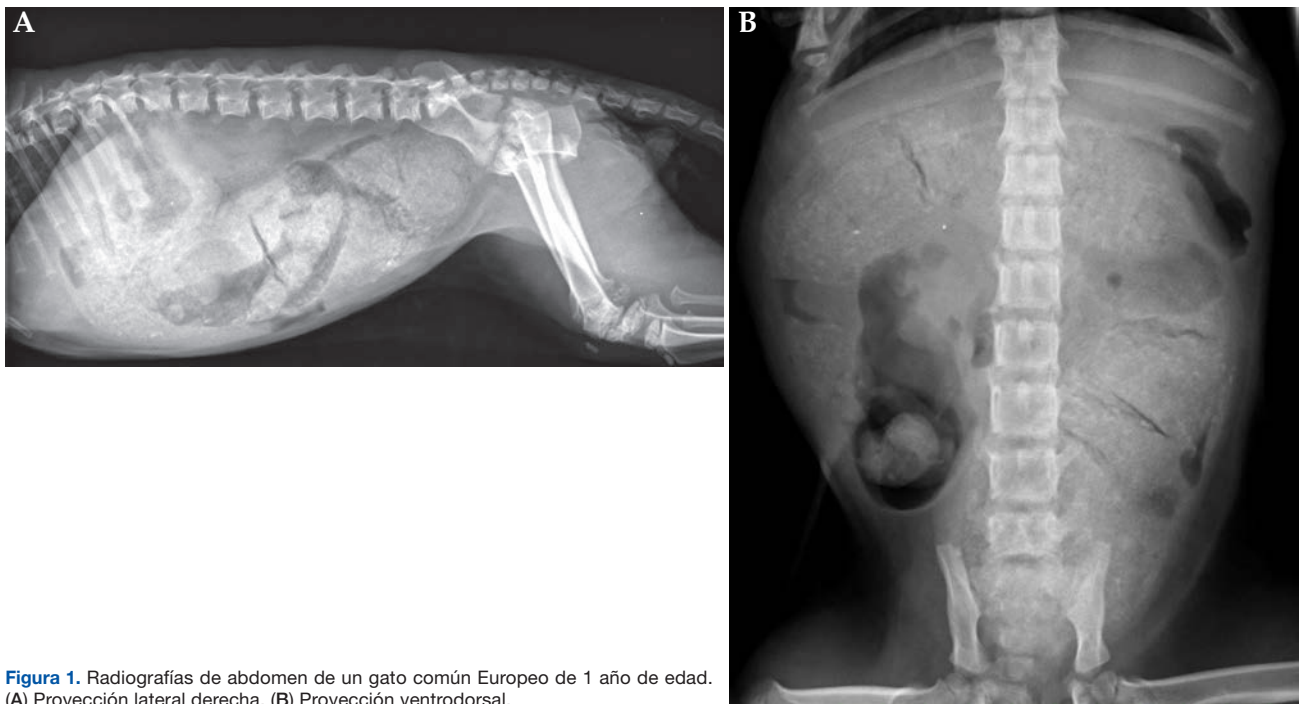 A
B
Figura 1. Radiografías de abdomen de un gato común Europeo de 1 año de edad.
(A) Proyección lateral derecha. (B) Proyección ventrodorsal.